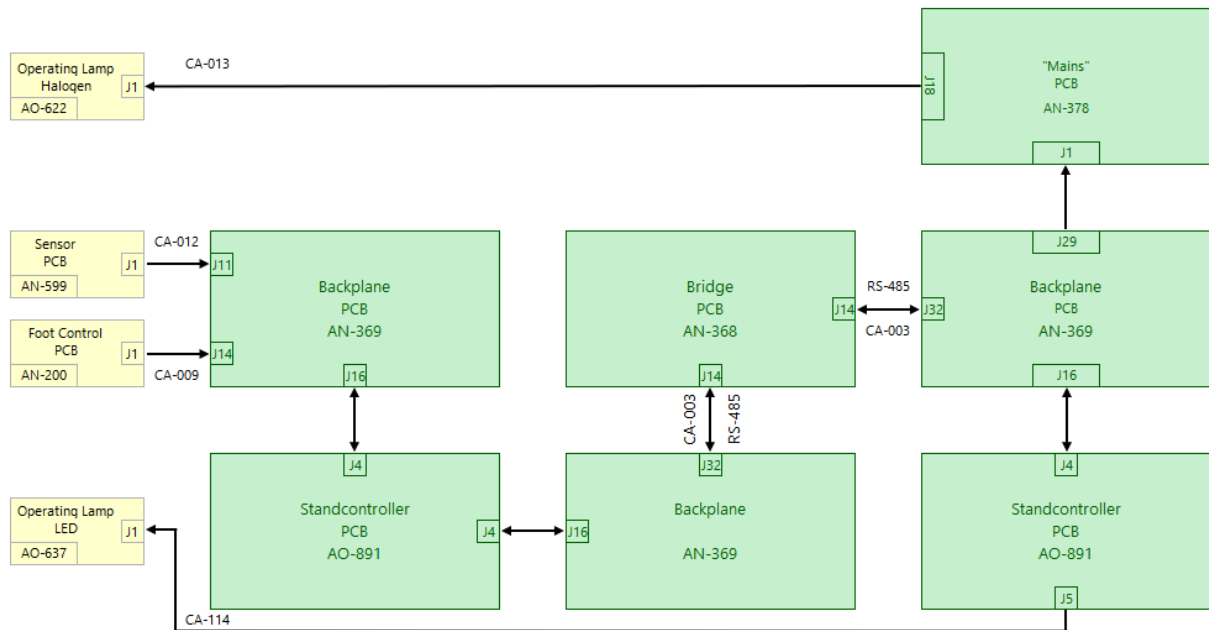 CA-013
Operating Lamp
Halogen
J1
AO-622
J18
"Mains"
PCB
AN-378
J1
Sensor
PCB
J1
AN-599
CA-012
J11
Foot Control
PCB
J1
AN-200
CA-009
J14
Backplane
PCB
AN-369
J16
Bridge
PCB
AN-368
J14
J14
RS-485
CA-003
J29
J32
Backplane
PCB
AN-369
J16
CA-003
RS-485
J4
Standcontroller
PCB
AO-891
J4
J32
J16
Backplane
AN-369
J4
Standcontroller
PCB
AO-891
J5
Operating Lamp
LED
J1
AO-637
CA-114